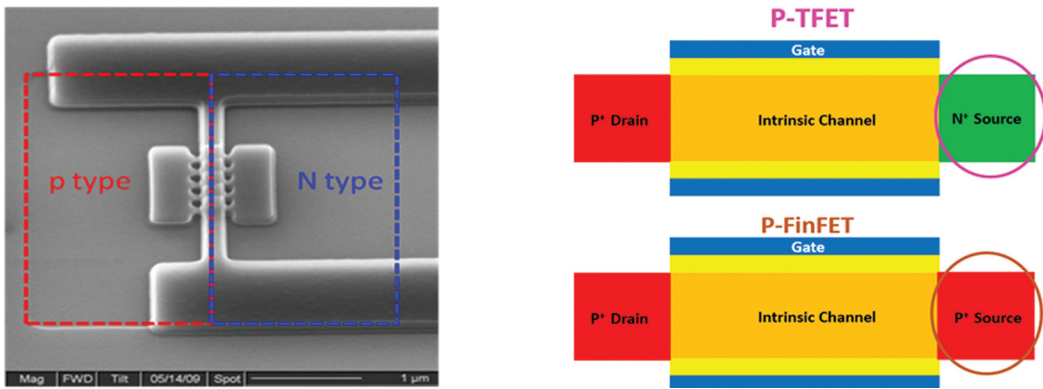 p type
N type
Mag FWD Tilt 05/14/09 Spot 1 µm
P-TFET
Gate
P⁺ Drain
Intrinsic Channel
N⁺ Source
P-FinFET
Gate
P⁺ Drain
Intrinsic Channel
P⁺ Source